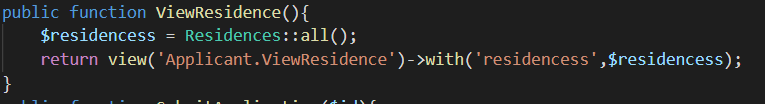 public function ViewResidence(){
$residencess = Residences::all();
return view('Applicant.ViewResidence')->with('residencess',$residencess);
}